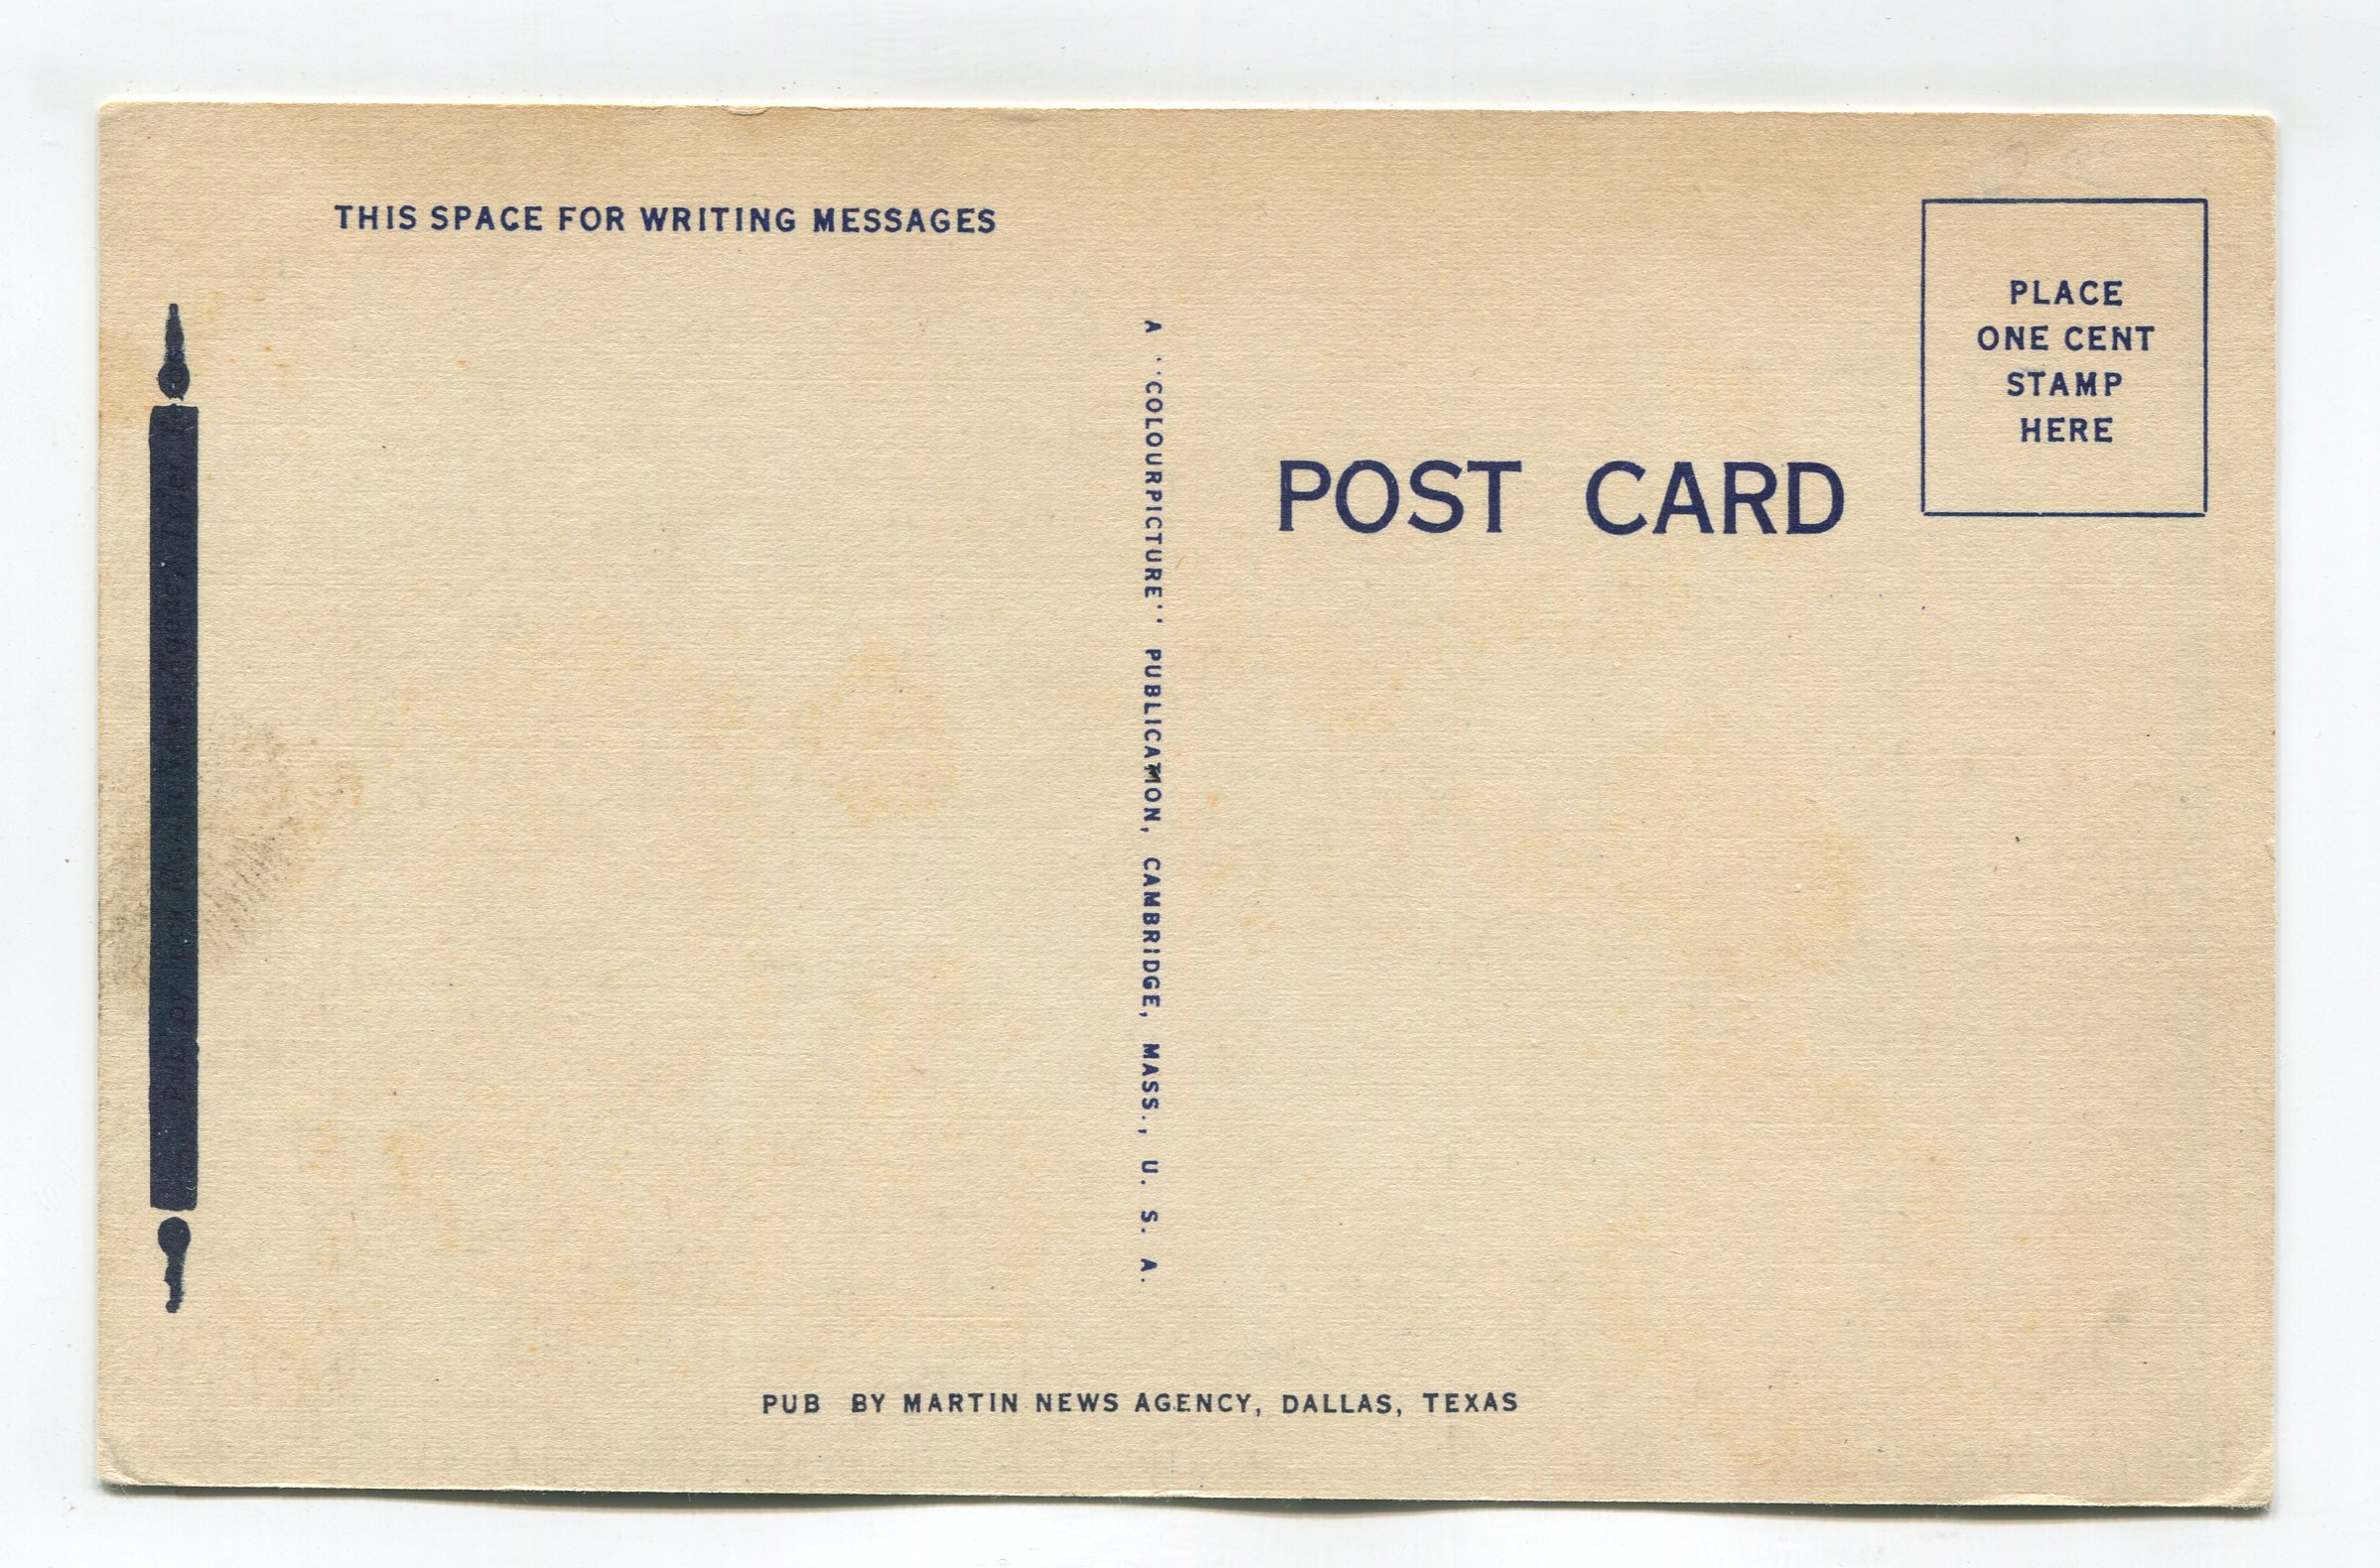 THIS SPACE FOR WRITING MESSAGES
PLACE
ONE CENT
STAMP
HERE
POST CARD
A "COLOURPICTURE" PUBLICATION, CAMBRIDGE, MASS., U. S. A.
PUB BY MARTIN NEWS AGENCY, DALLAS, TEXAS